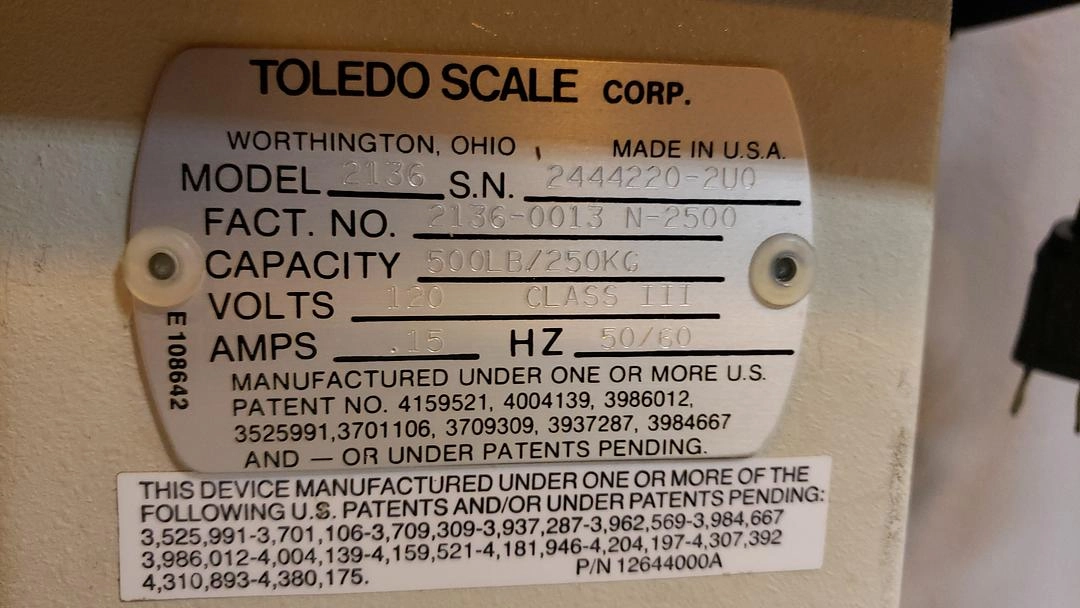 TOLEDO SCALE CORP.
WORTHINGTON, OHIO MADE IN U.S.A.
MODEL 2136 S.N. 2444220-2UO
FACT. NO. 2136-0013 N-2500
CAPACITY 500LB/250KG
VOLTS 120 CLASS III
AMPS .15 HZ 50/60
E 108642
MANUFACTURED UNDER ONE OR MORE U.S.
PATENT NO. 4159521, 4004139, 3986012,
3525991,3701106, 3709309, 3937287, 3984667
AND — OR UNDER PATENTS PENDING.
THIS DEVICE MANUFACTURED UNDER ONE OR MORE OF THE
FOLLOWING U.S. PATENTS AND/OR UNDER PATENTS PENDING:
3,525,991-3,701,106-3,709,309-3,937,287-3,962,569-3,984,667
3,986,012-4,004,139-4,159,521-4,181,946-4,204,197-4,307,392
4,310,893-4,380,175. P/N 12644000A